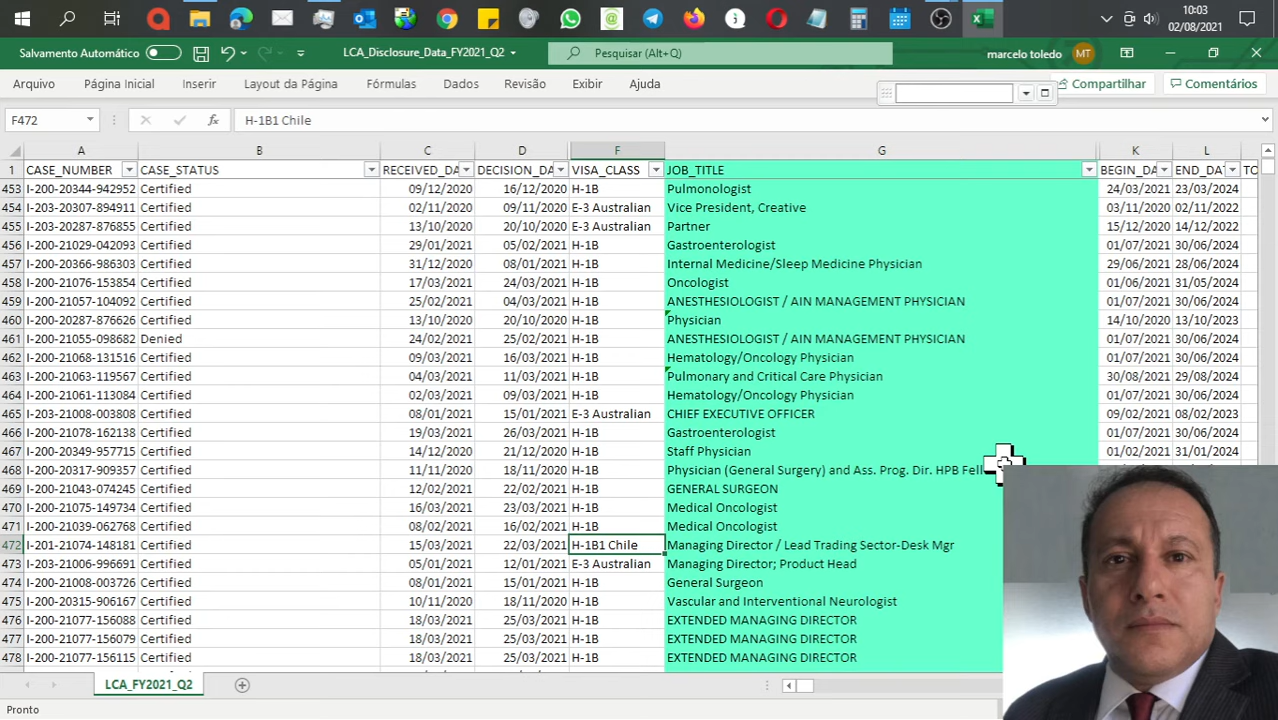 10:03
02/08/2021
Salvamento Automático
LCA_Disclosure_Data_FY2021_Q2
Pesquisar (Alt+Q)
marcelo toledo
MT
Arquivo Página Inicial Inserir Layout da Página Fórmulas Dados Revisão Exibir Ajuda Compartilhar Comentários
F472 fx H-1B1 Chile
A B C D F G K L
1 CASE_NUMBER CASE_STATUS RECEIVED_DA DECISION_DA VISA_CLASS JOB_TITLE BEGIN_DA END_DA TO
453 I-200-20344-942952 Certified 09/12/2020 16/12/2020 H-1B Pulmonologist 24/03/2021 23/03/2024
454 I-203-20307-894911 Certified 02/11/2020 09/11/2020 E-3 Australian Vice President, Creative 03/11/2020 02/11/2022
455 I-203-20287-876855 Certified 13/10/2020 20/10/2020 E-3 Australian Partner 15/12/2020 14/12/2022
456 I-200-21029-042093 Certified 29/01/2021 05/02/2021 H-1B Gastroenterologist 01/07/2021 30/06/2024
457 I-200-20366-986303 Certified 31/12/2020 08/01/2021 H-1B Internal Medicine/Sleep Medicine Physician 29/06/2021 28/06/2024
458 I-200-21076-153854 Certified 17/03/2021 24/03/2021 H-1B Oncologist 01/06/2021 31/05/2024
459 I-200-21057-104092 Certified 25/02/2021 04/03/2021 H-1B ANESTHESIOLOGIST / AIN MANAGEMENT PHYSICIAN 01/07/2021 30/06/2024
460 I-200-20287-876626 Certified 13/10/2020 20/10/2020 H-1B Physician 14/10/2020 13/10/2023
461 I-200-21055-098682 Denied 24/02/2021 25/02/2021 H-1B ANESTHESIOLOGIST / AIN MANAGEMENT PHYSICIAN 01/07/2021 30/06/2024
462 I-200-21068-131516 Certified 09/03/2021 16/03/2021 H-1B Hematology/Oncology Physician 01/07/2021 30/06/2024
463 I-200-21063-119567 Certified 04/03/2021 11/03/2021 H-1B Pulmonary and Critical Care Physician 30/08/2021 29/08/2024
464 I-200-21061-113084 Certified 02/03/2021 09/03/2021 H-1B Hematology/Oncology Physician 01/07/2021 30/06/2024
465 I-203-21008-003808 Certified 08/01/2021 15/01/2021 E-3 Australian CHIEF EXECUTIVE OFFICER 09/02/2021 08/02/2023
466 I-200-21078-162138 Certified 19/03/2021 26/03/2021 H-1B Gastroenterologist 01/07/2021 30/06/2024
467 I-200-20349-957715 Certified 14/12/2020 21/12/2020 H-1B Staff Physician 01/02/2021 31/01/2024
468 I-200-20317-909357 Certified 11/11/2020 18/11/2020 H-1B Physician (General Surgery) and Ass. Prog. Dir. HPB Fell
469 I-200-21043-074245 Certified 12/02/2021 22/02/2021 H-1B GENERAL SURGEON
470 I-200-21075-149734 Certified 16/03/2021 23/03/2021 H-1B Medical Oncologist
471 I-200-21039-062768 Certified 08/02/2021 16/02/2021 H-1B Medical Oncologist
472 I-201-21074-148181 Certified 15/03/2021 22/03/2021 H-1B1 Chile Managing Director / Lead Trading Sector-Desk Mgr
473 I-203-21006-996691 Certified 05/01/2021 12/01/2021 E-3 Australian Managing Director; Product Head
474 I-200-21008-003726 Certified 08/01/2021 15/01/2021 H-1B General Surgeon
475 I-200-20315-906167 Certified 10/11/2020 18/11/2020 H-1B Vascular and Interventional Neurologist
476 I-200-21077-156088 Certified 18/03/2021 25/03/2021 H-1B EXTENDED MANAGING DIRECTOR
477 I-200-21077-156079 Certified 18/03/2021 25/03/2021 H-1B EXTENDED MANAGING DIRECTOR
478 I-200-21077-156115 Certified 18/03/2021 25/03/2021 H-1B EXTENDED MANAGING DIRECTOR
LCA_FY2021_Q2
Pronto